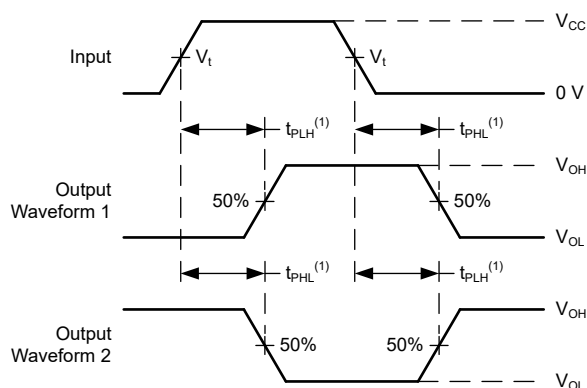 V_CC
Input
V_t
V_t
0 V
t_PLH^(1)
t_PHL^(1)
V_OH
Output
Waveform 1
50%
50%
V_OL
t_PHL^(1)
t_PLH^(1)
V_OH
Output
Waveform 2
50%
50%
V_OL